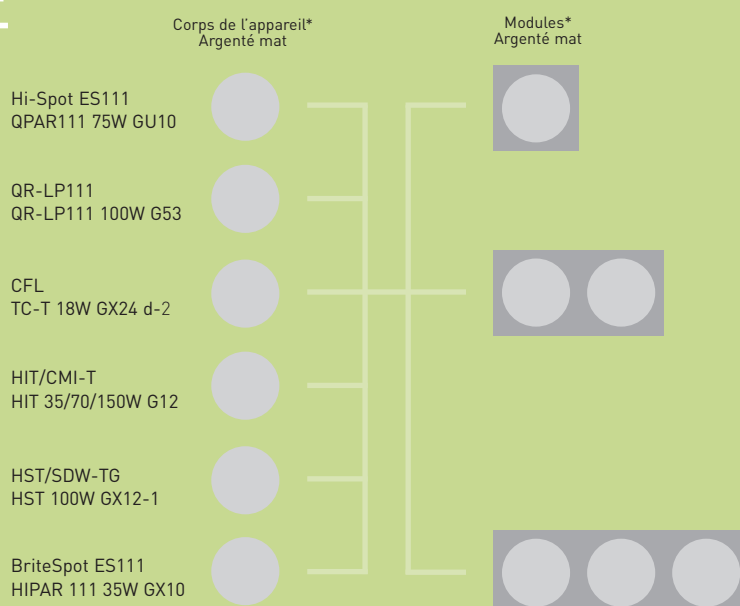 Corps de l'appareil*
Argenté mat
Modules*
Argenté mat
Hi-Spot ES111
QPAR111 75W GU10
QR-LP111
QR-LP111 100W G53
CFL
TC-T 18W GX24 d-2
HIT/CMI-T
HIT 35/70/150W G12
HST/SDW-TG
HST 100W GX12-1
BriteSpot ES111
HIPAR 111 35W GX10